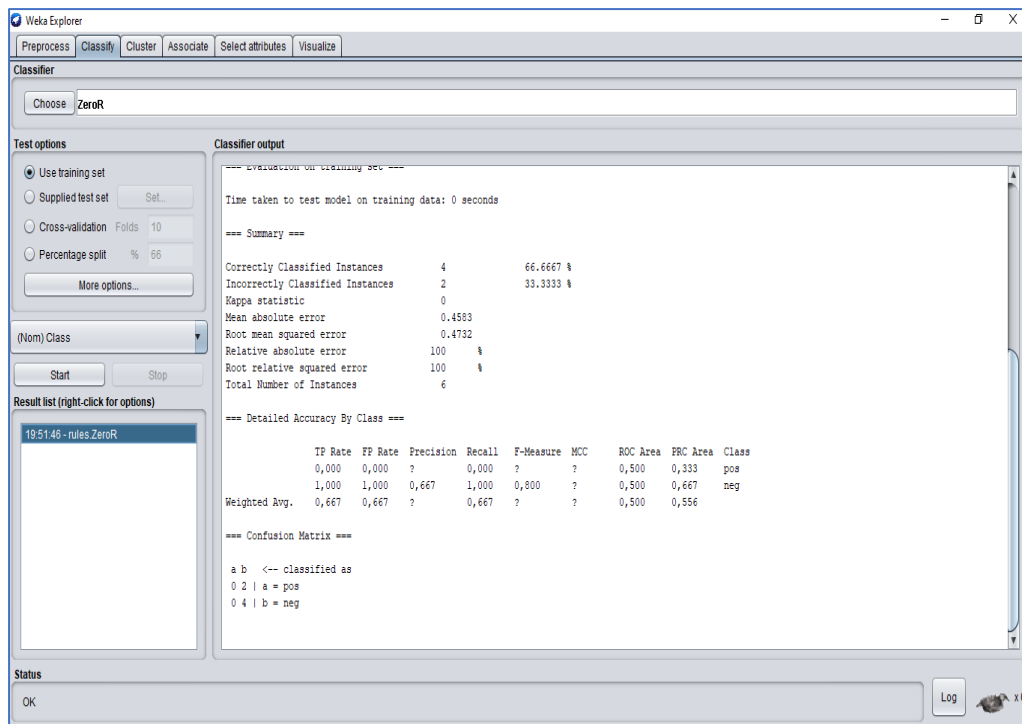 Weka Explorer
Preprocess Classify Cluster Associate Select attributes Visualize
Classifier
Choose ZeroR
Test options
Use training set
Supplied test set Set...
Cross-validation Folds 10
Percentage split % 66
More options...
(Nom) Class
Start Stop
Result list (right-click for options)
19:51:46 - rules.ZeroR
Classifier output
=== Evaluation on training set ===
Time taken to test model on training data: 0 seconds
=== Summary ===
Correctly Classified Instances 4 66.6667 %
Incorrectly Classified Instances 2 33.3333 %
Kappa statistic 0
Mean absolute error 0.4583
Root mean squared error 0.4732
Relative absolute error 100 %
Root relative squared error 100 %
Total Number of Instances 6
=== Detailed Accuracy By Class ===
TP Rate FP Rate Precision Recall F-Measure MCC ROC Area PRC Area Class
0,000 0,000 ? 0,000 ? ? 0,500 0,333 pos
1,000 1,000 0,667 1,000 0,800 ? 0,500 0,667 neg
Weighted Avg. 0,667 0,667 ? 0,667 ? ? 0,500 0,556
=== Confusion Matrix ===
a b <-- classified as
0 2 | a = pos
0 4 | b = neg
Status
OK
Log